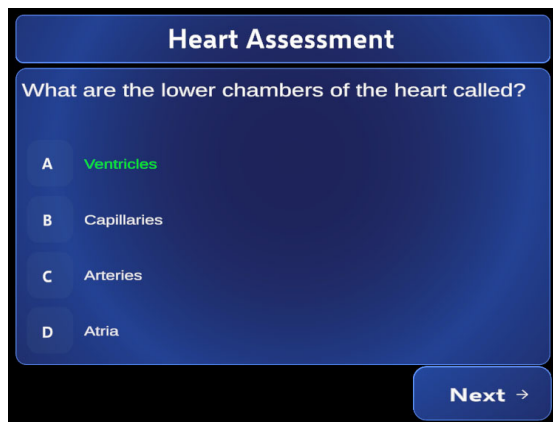 Heart Assessment
What are the lower chambers of the heart called?
A Ventricles
B Capillaries
C Arteries
D Atria
Next →